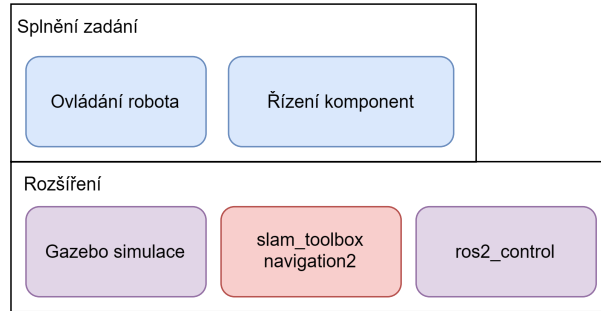 Splnění zadání
Ovládání robota
Řízení komponent
Rozšíření
Gazebo simulace
slam_toolbox
navigation2
ros2_control